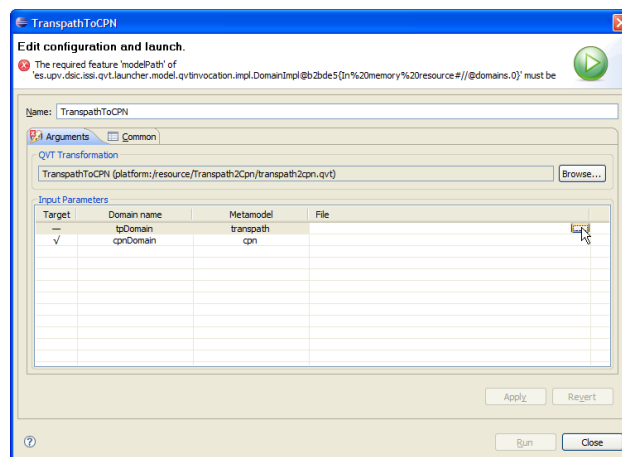 TranspathToCPN
Edit configuration and launch.
The required feature 'modelPath' of
'es.upv.dsic.issi.qvt.launcher.model.qvtinvocation.impl.DomainImpl@b2bde5{In%20memory%20resource#//@domains.0}' must be
Name: TranspathToCPN
Arguments Common
QVT Transformation
TranspathToCPN (platform:/resource/Transpath2Cpn/transpath2cpn.qvt) Browse...
Input Parameters
Target Domain name Metamodel File
— tpDomain transpath ...
√ cpnDomain cpn
Apply Revert
? Run Close